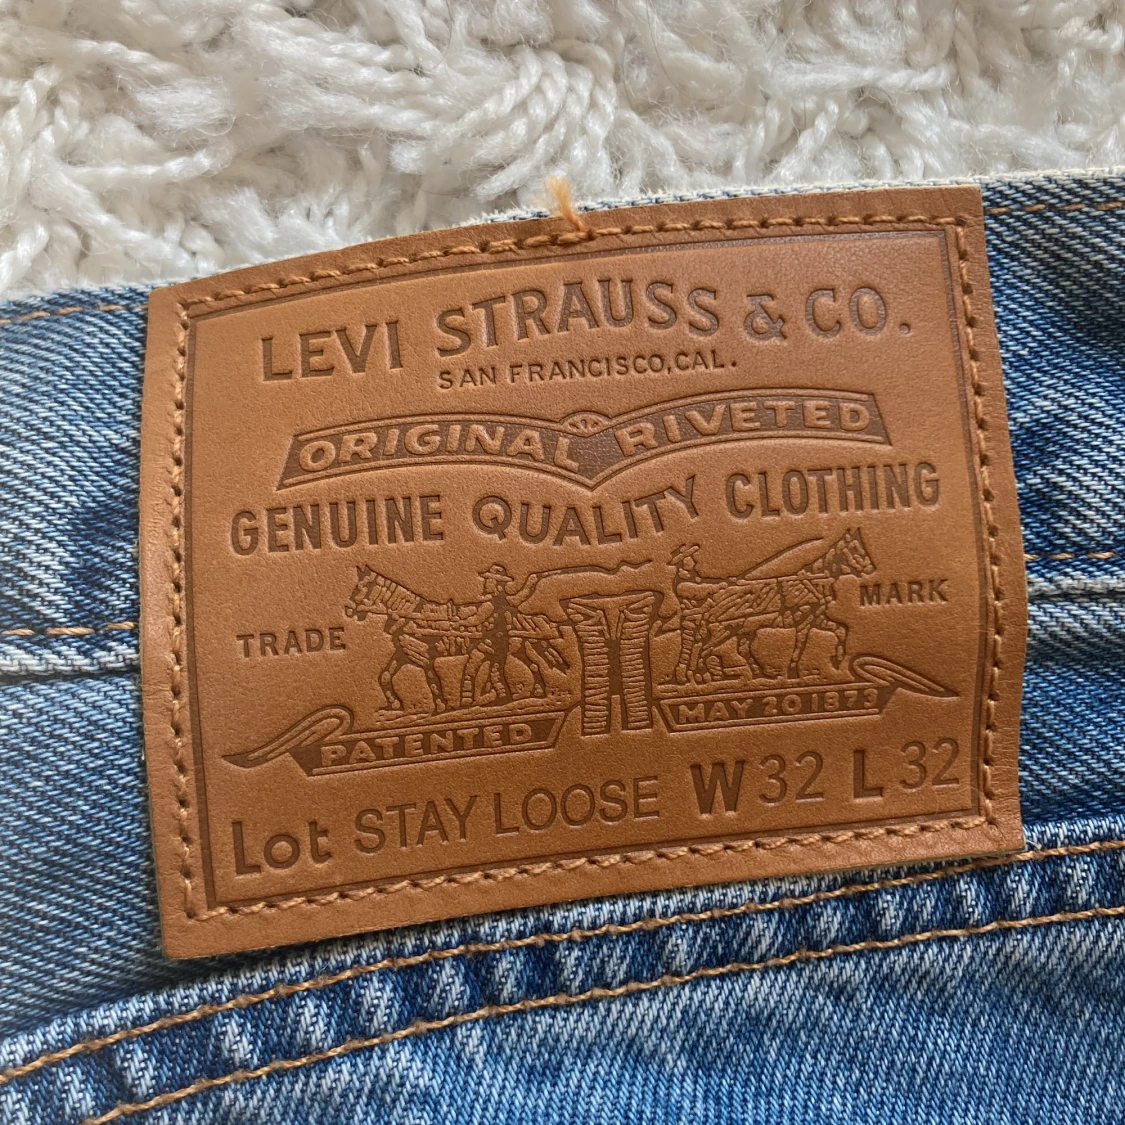 LEVI STRAUSS & CO.
SAN FRANCISCO, CAL.
ORIGINAL RIVETED
GENUINE QUALITY CLOTHING
TRADE MARK
PATENTED MAY 20 1873
Lot STAY LOOSE W 32 L 32